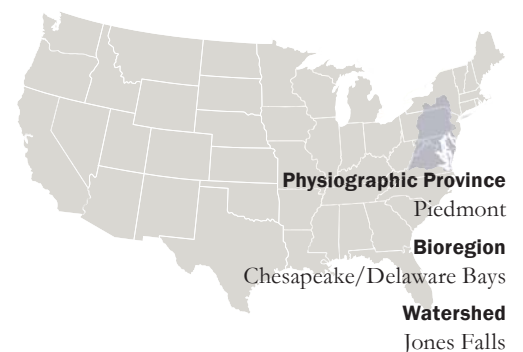 Physiographic Province
Piedmont
Bioregion
Chesapeake/Delaware Bays
Watershed
Jones Falls